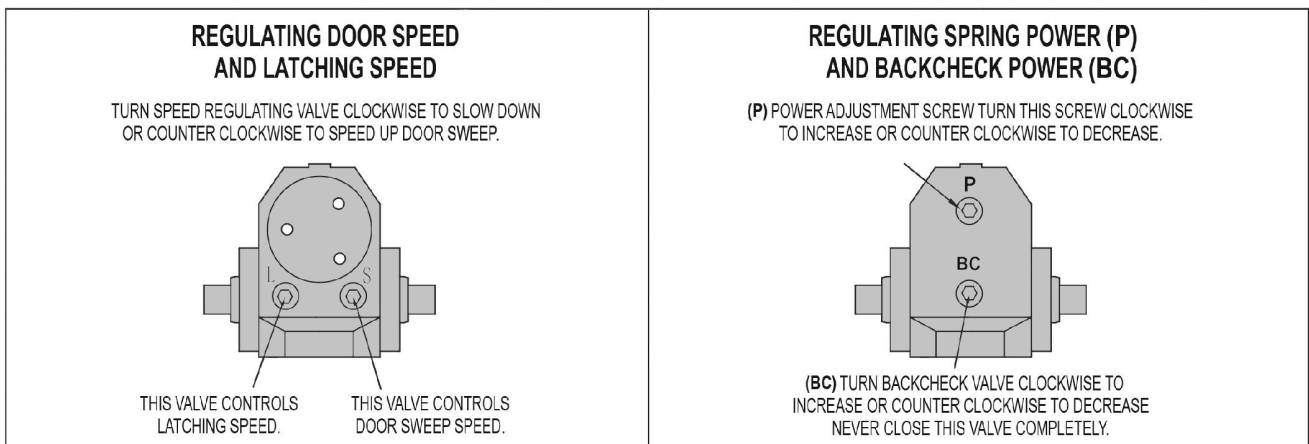 REGULATING DOOR SPEED
AND LATCHING SPEED
TURN SPEED REGULATING VALVE CLOCKWISE TO SLOW DOWN
OR COUNTER CLOCKWISE TO SPEED UP DOOR SWEEP.
L
S
THIS VALVE CONTROLS
LATCHING SPEED.
THIS VALVE CONTROLS
DOOR SWEEP SPEED.
REGULATING SPRING POWER (P)
AND BACKCHECK POWER (BC)
(P) POWER ADJUSTMENT SCREW TURN THIS SCREW CLOCKWISE
TO INCREASE OR COUNTER CLOCKWISE TO DECREASE.
P
BC
(BC) TURN BACKCHECK VALVE CLOCKWISE TO
INCREASE OR COUNTER CLOCKWISE TO DECREASE
NEVER CLOSE THIS VALVE COMPLETELY.